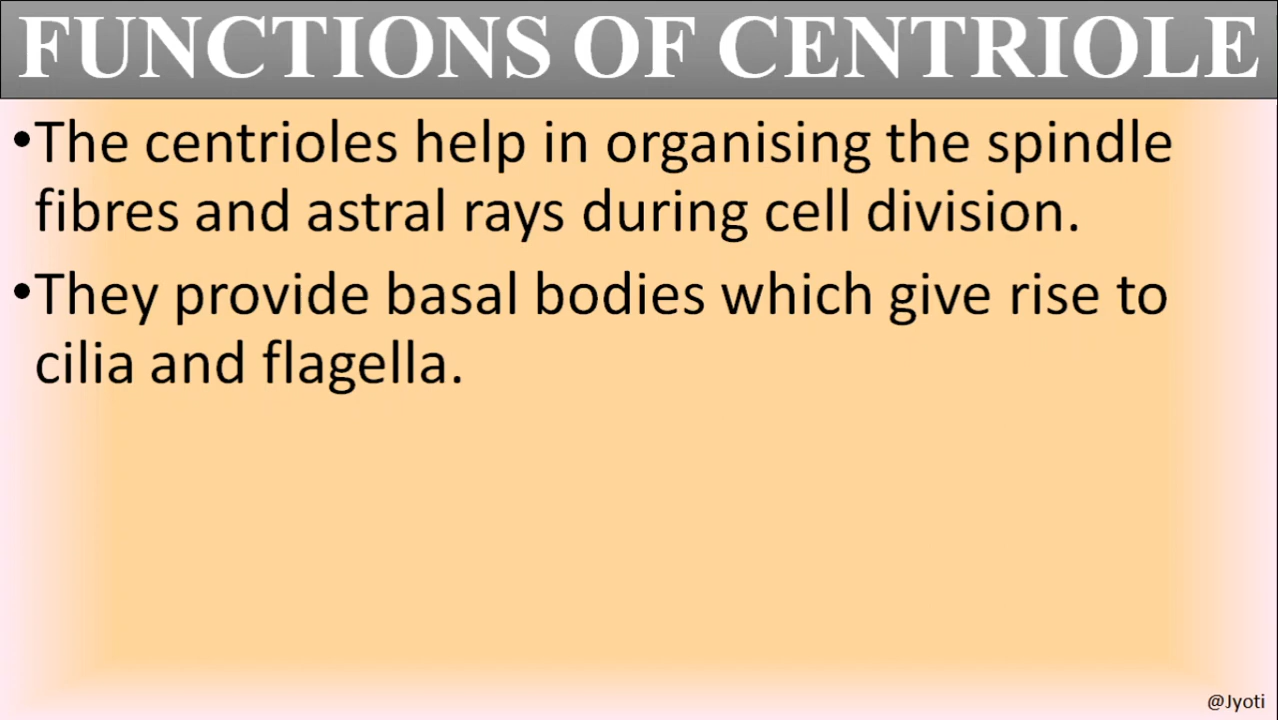 FUNCTIONS OF CENTRIOLE
•The centrioles help in organising the spindle
fibres and astral rays during cell division.
•They provide basal bodies which give rise to
cilia and flagella.
@Jyoti